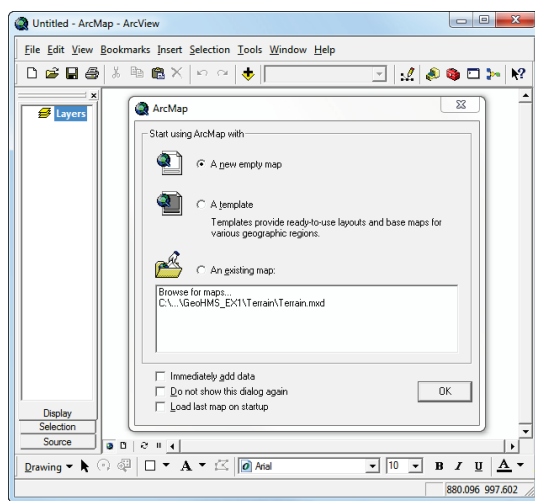 Untitled - ArcMap - ArcView
File Edit View Bookmarks Insert Selection Tools Window Help
Layers
ArcMap
Start using ArcMap with
A new empty map
A template
Templates provide ready-to-use layouts and base maps for
various geographic regions.
An existing map:
Browse for maps...
C:\...\GeoHMS_EX1\Terrain\Terrain.mxd
Immediately add data
Do not show this dialog again
Load last map on startup
OK
Display
Selection
Source
Drawing A Arial 10 B I U A
880.096 997.602